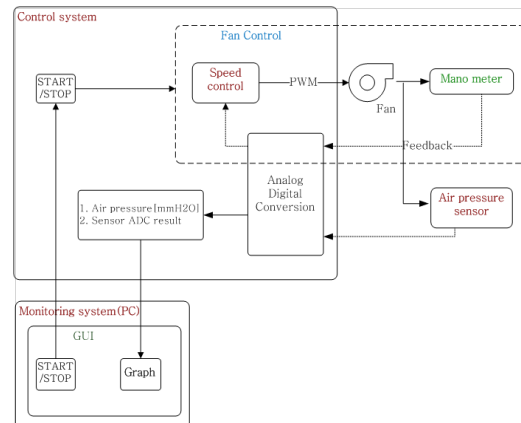 Control system
Fan Control
START
/STOP
Speed
control
PWM
Fan
Mano meter
Feedback
Analog
Digital
Conversion
1. Air pressure[mmH2O]
2. Sensor ADC result
Air pressure
sensor
Monitoring system(PC)
GUI
START
/STOP
Graph